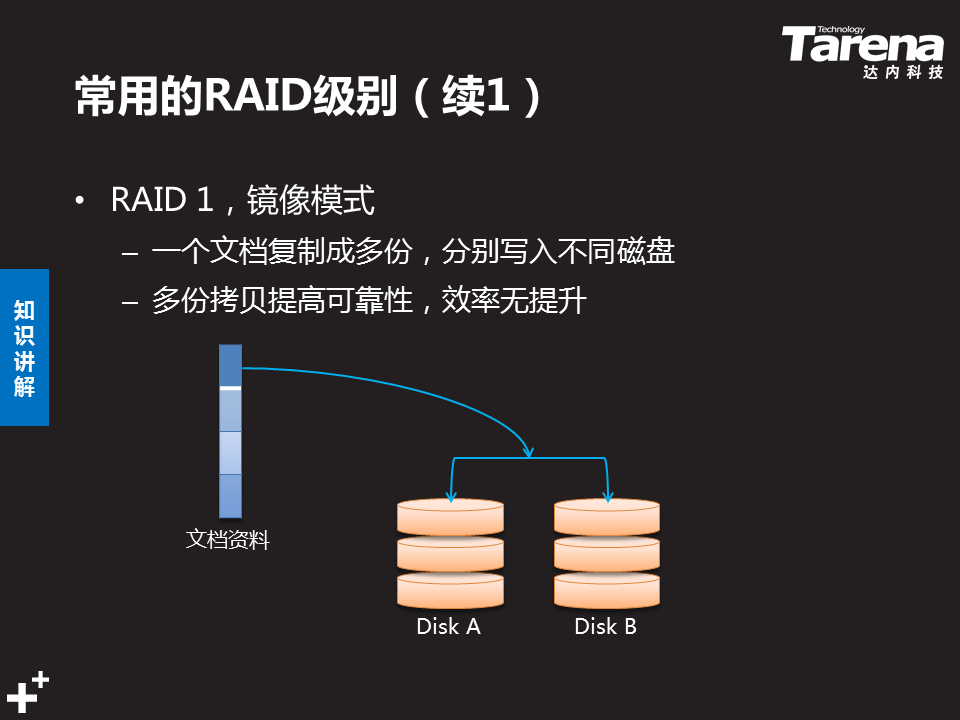 Technology
Tarena
达内科技
常用的RAID级别（续1）
• RAID 1，镜像模式
– 一个文档复制成多份，分别写入不同磁盘
– 多份拷贝提高可靠性，效率无提升
知识讲解
文档资料
Disk A
Disk B